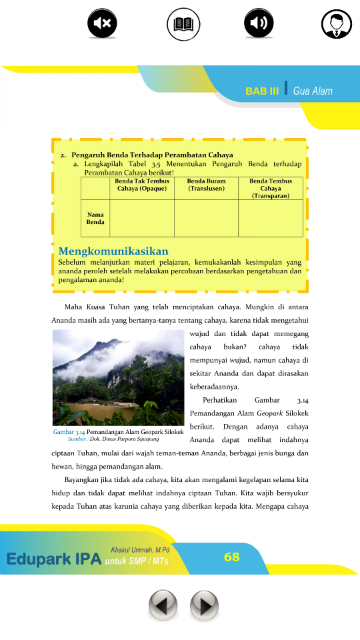 BAB III | Gua Alam
2. Pengaruh Benda Terhadap Perambatan Cahaya
a. Lengkapilah Tabel 3.5 Menentukan Pengaruh Benda terhadap
Perambatan Cahaya berikut!
Benda Tak Tembus Cahaya (Opaque)
Benda Buram (Translusen)
Benda Tembus Cahaya (Transparan)
Nama Benda
Mengkomunikasikan
Sebelum melanjutkan materi pelajaran, kemukakanlah kesimpulan yang
ananda peroleh setelah melakukan percobaan berdasarkan pengetahuan dan
pengalaman ananda!
Maha Kuasa Tuhan yang telah menciptakan cahaya. Mungkin di antara
Ananda masih ada yang bertanya-tanya tentang cahaya, karena tidak mengetahui
wujud dan tidak dapat memegang
cahaya bukan? cahaya tidak
mempunyai wujud, namun cahaya di
sekitar Ananda dan dapat dirasakan
keberadaannya.
Perhatikan Gambar 3.14
Pemandangan Alam Geopark Silokek
berikut. Dengan adanya cahaya
Ananda dapat melihat indahnya
Gambar 3.14 Pemandangan Alam Geopark Silokek
Sumber : Dok. Dinas Parpora Sijunjung
ciptaan Tuhan, mulai dari wajah teman-teman Ananda, berbagai jenis bunga dan
hewan, hingga pemandangan alam.
Bayangkan jika tidak ada cahaya, kita akan mengalami kegelapan selama kita
hidup dan tidak dapat melihat indahnya ciptaan Tuhan. Kita wajib bersyukur
kepada Tuhan atas karunia cahaya yang diberikan kepada kita. Mengapa cahaya
Khairul Ummah, M.Pd
Edupark IPA untuk SMP / MTs
68